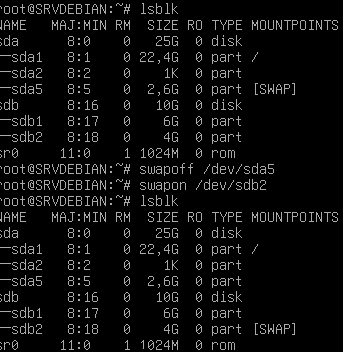 root@SRVDEBIAN:~# lsblk
NAME   MAJ:MIN RM  SIZE RO TYPE MOUNTPOINTS
sda      8:0    0   25G  0 disk
├─sda1   8:1    0 22,4G  0 part /
├─sda2   8:2    0    1K  0 part
└─sda5   8:5    0  2,6G  0 part [SWAP]
sdb      8:16   0   10G  0 disk
├─sdb1   8:17   0    6G  0 part
└─sdb2   8:18   0    4G  0 part
sr0     11:0    1 1024M  0 rom
root@SRVDEBIAN:~# swapoff /dev/sda5
root@SRVDEBIAN:~# swapon /dev/sdb2
root@SRVDEBIAN:~# lsblk
NAME   MAJ:MIN RM  SIZE RO TYPE MOUNTPOINTS
sda      8:0    0   25G  0 disk
├─sda1   8:1    0 22,4G  0 part /
├─sda2   8:2    0    1K  0 part
└─sda5   8:5    0  2,6G  0 part
sdb      8:16   0   10G  0 disk
├─sdb1   8:17   0    6G  0 part
└─sdb2   8:18   0    4G  0 part [SWAP]
sr0     11:0    1 1024M  0 rom